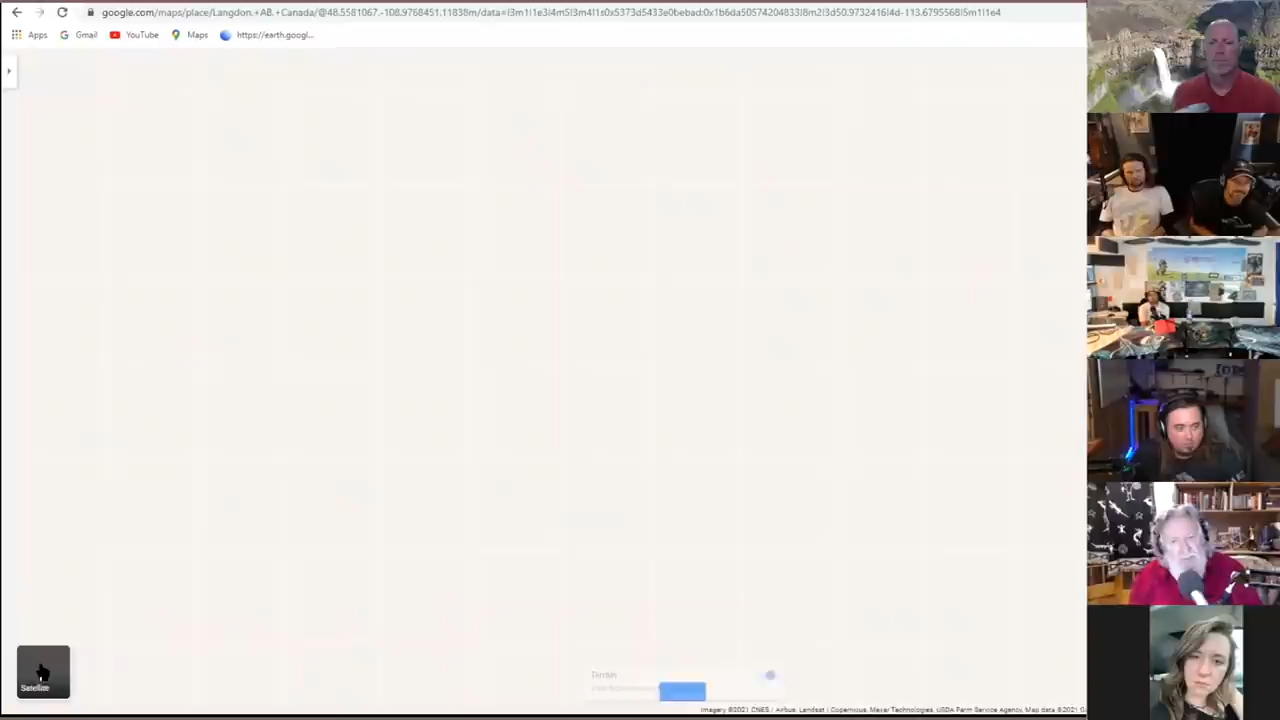 google.com/maps/place/Langdon,+AB,+Canada/@48.5581067,-108.9768451,11838m/data=!3m1!1e3!4m5!3m4!1s0x5373d5433e0bebad:0x1b6da50574204833!8m2!3d50.9732416!4d-113.6795568!5m1!1e4
Apps Gmail YouTube Maps https://earth.googl...
Satellite
Terrain
Imagery ©2021 CNES / Airbus, Landsat / Copernicus, Maxar Technologies, USDA Farm Service Agency, Map data ©2021